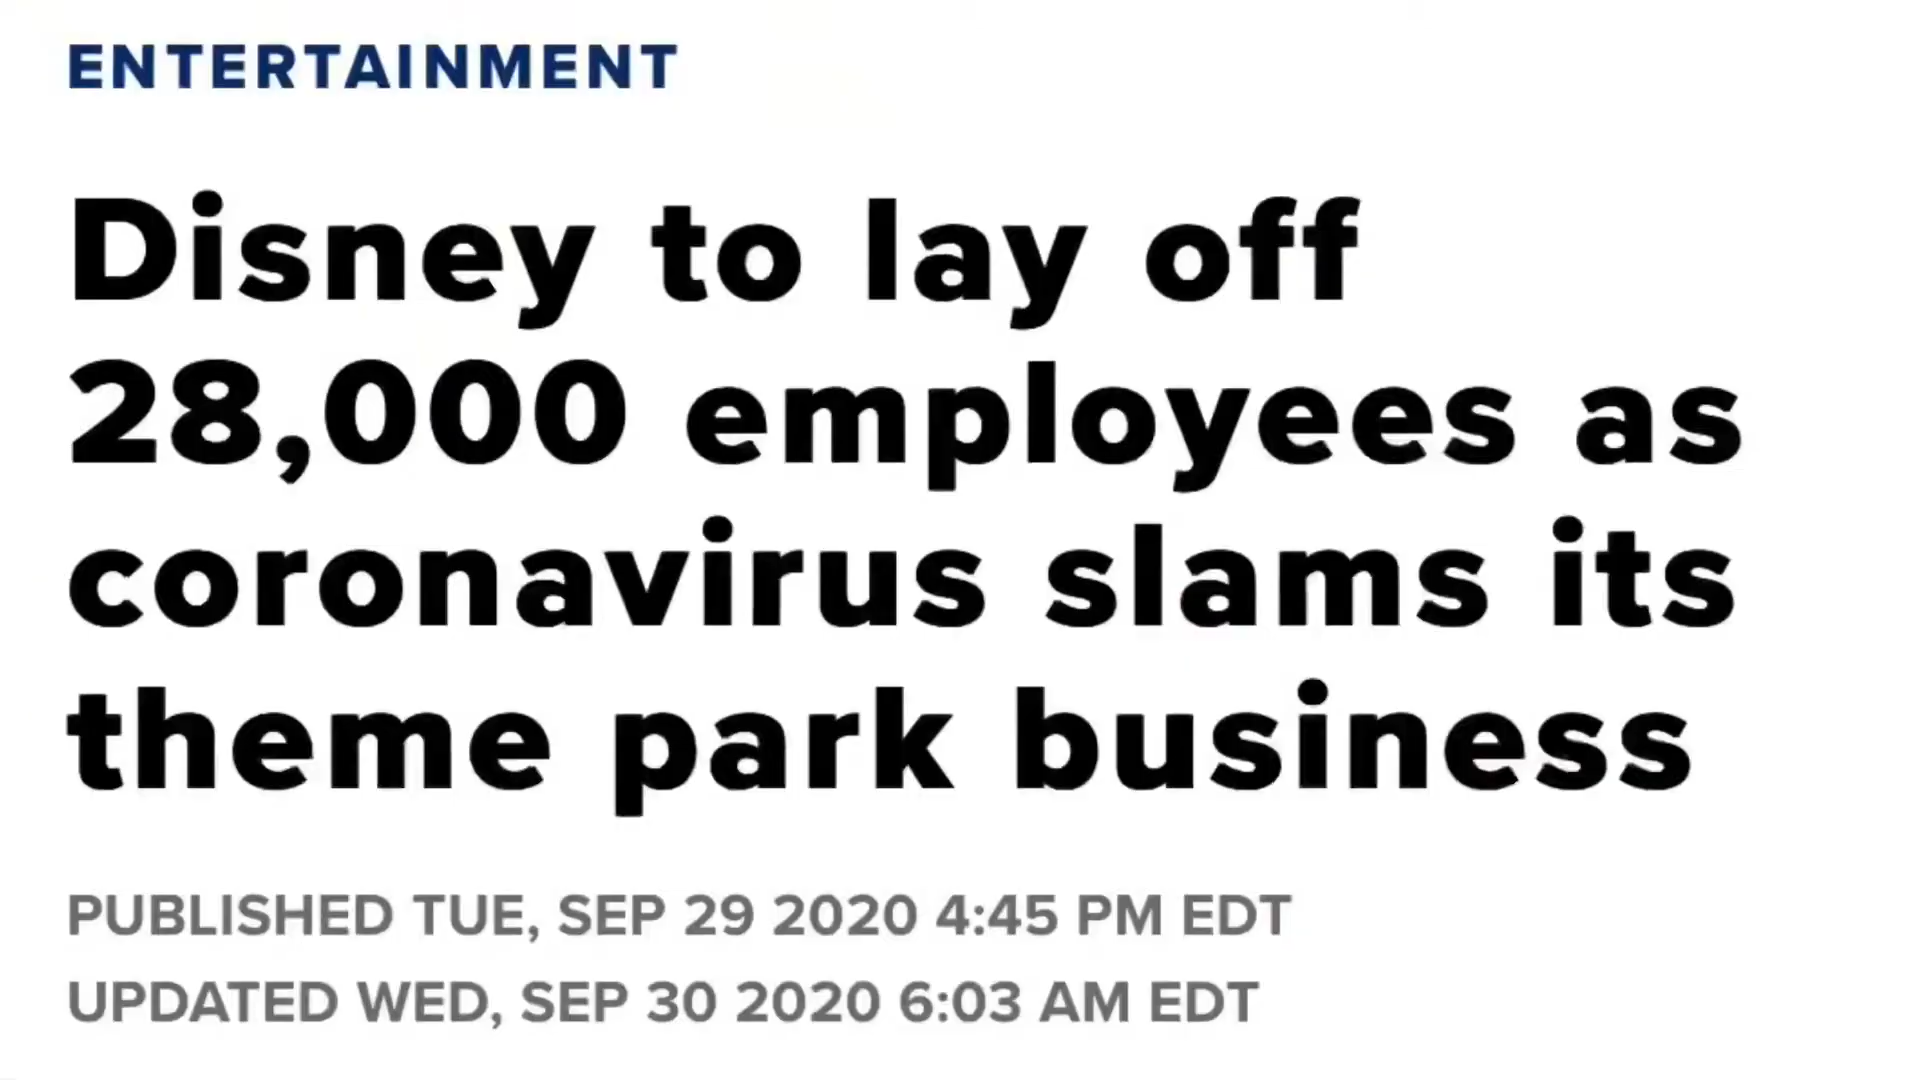 ENTERTAINMENT
Disney to lay off
28,000 employees as
coronavirus slams its
theme park business
PUBLISHED TUE, SEP 29 2020 4:45 PM EDT
UPDATED WED, SEP 30 2020 6:03 AM EDT